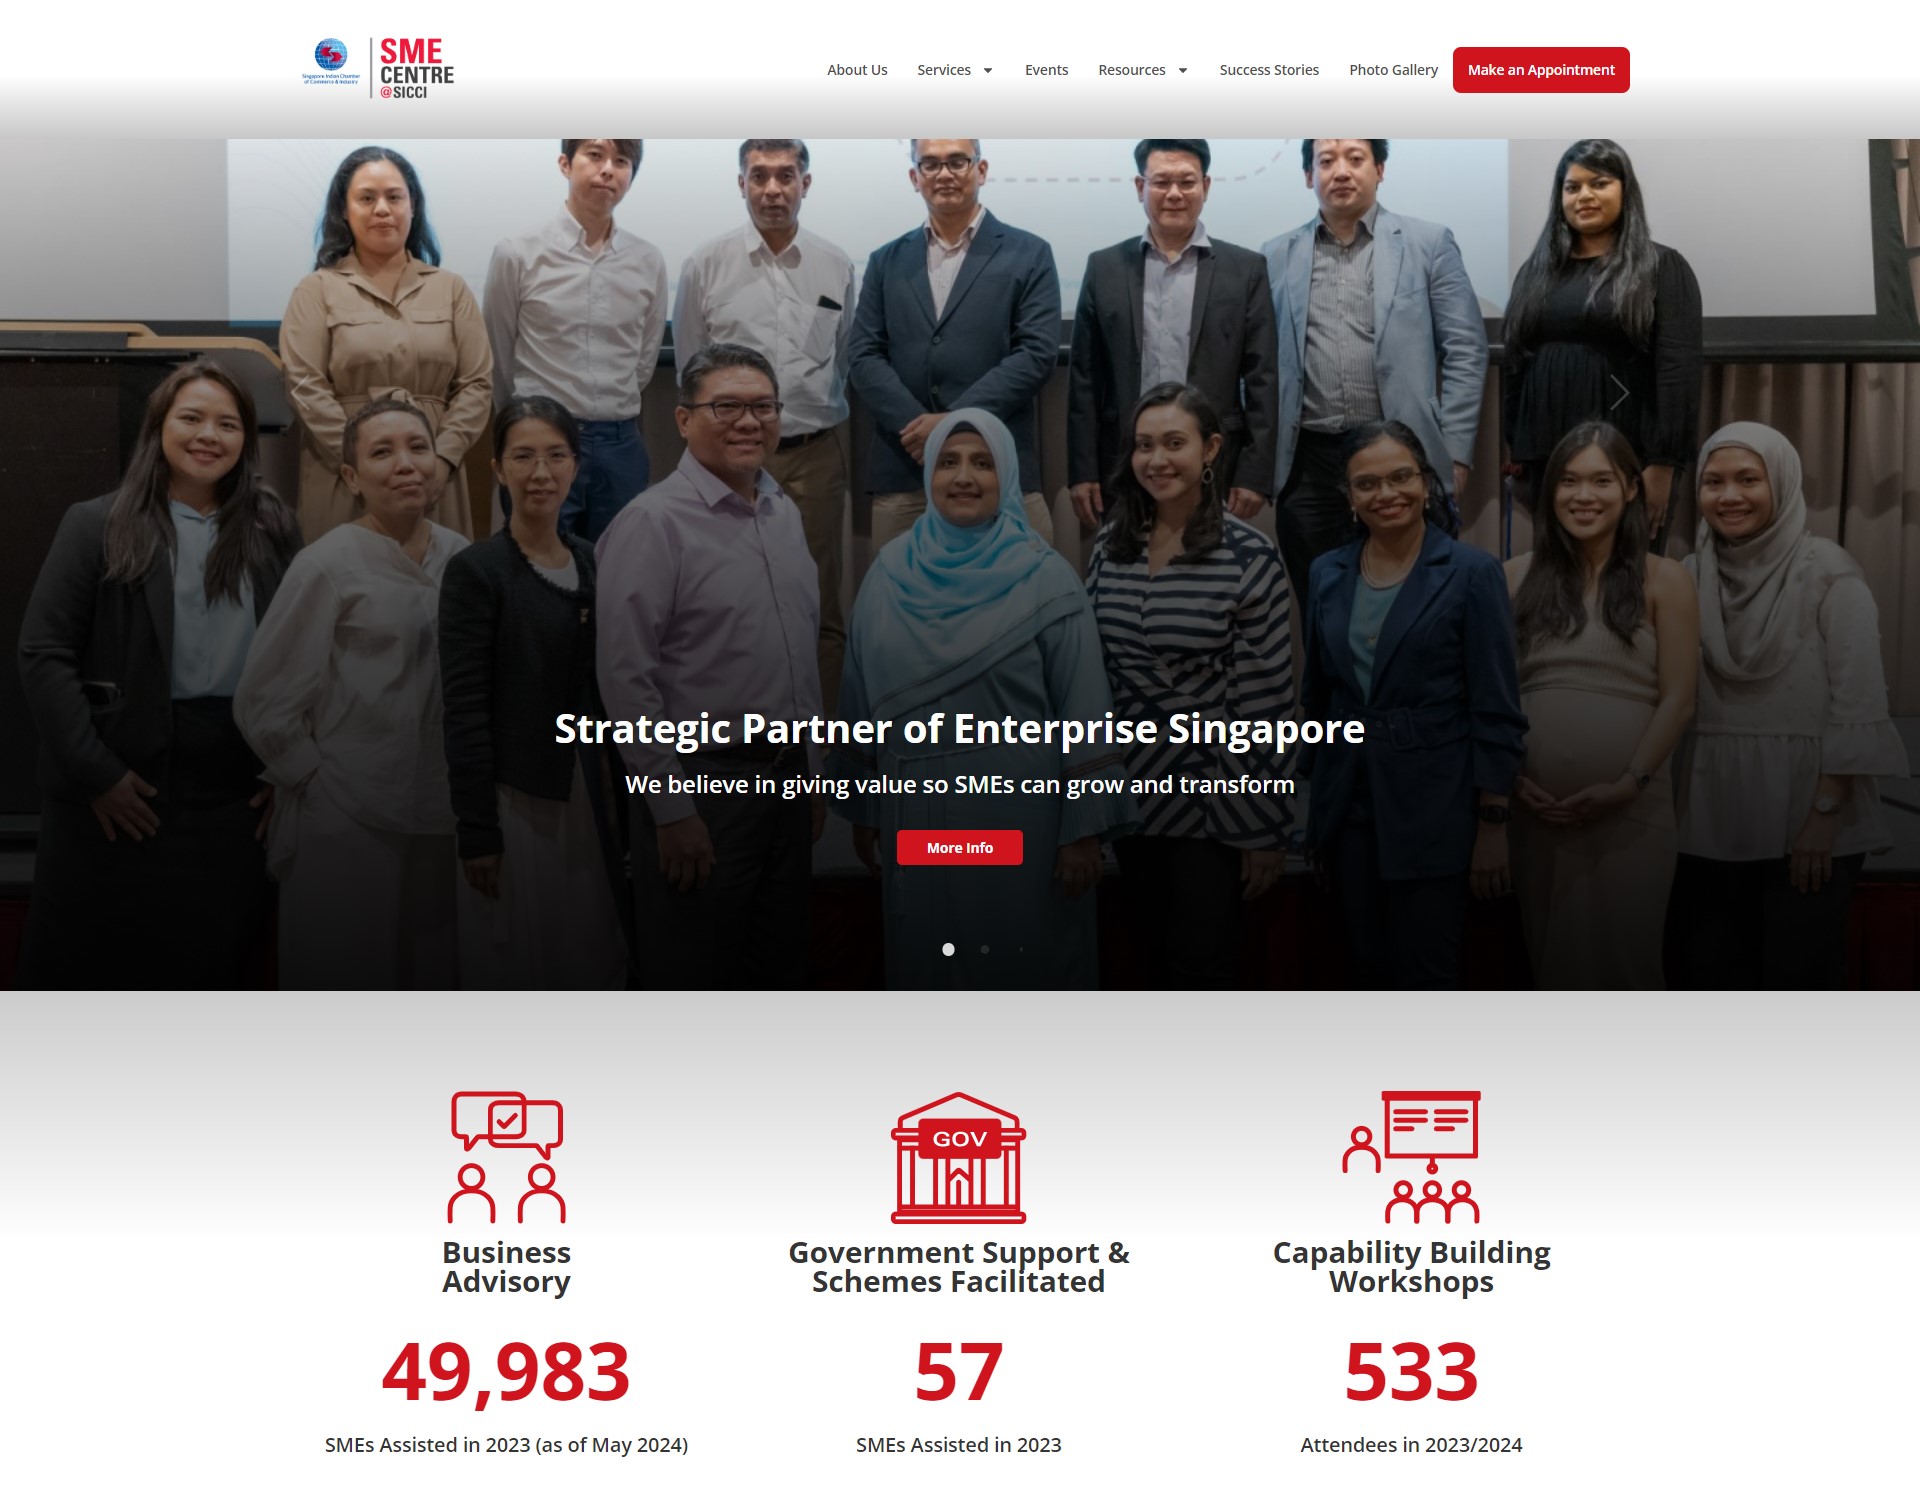 Singapore Indian Chamber
of Commerce & Industry
SME
CENTRE
@SICCI
About Us
Services
Events
Resources
Success Stories
Photo Gallery
Make an Appointment
Strategic Partner of Enterprise Singapore
We believe in giving value so SMEs can grow and transform
More Info
GOV
Business
Advisory
49,983
SMEs Assisted in 2023 (as of May 2024)
Government Support &
Schemes Facilitated
57
SMEs Assisted in 2023
Capability Building
Workshops
533
Attendees in 2023/2024